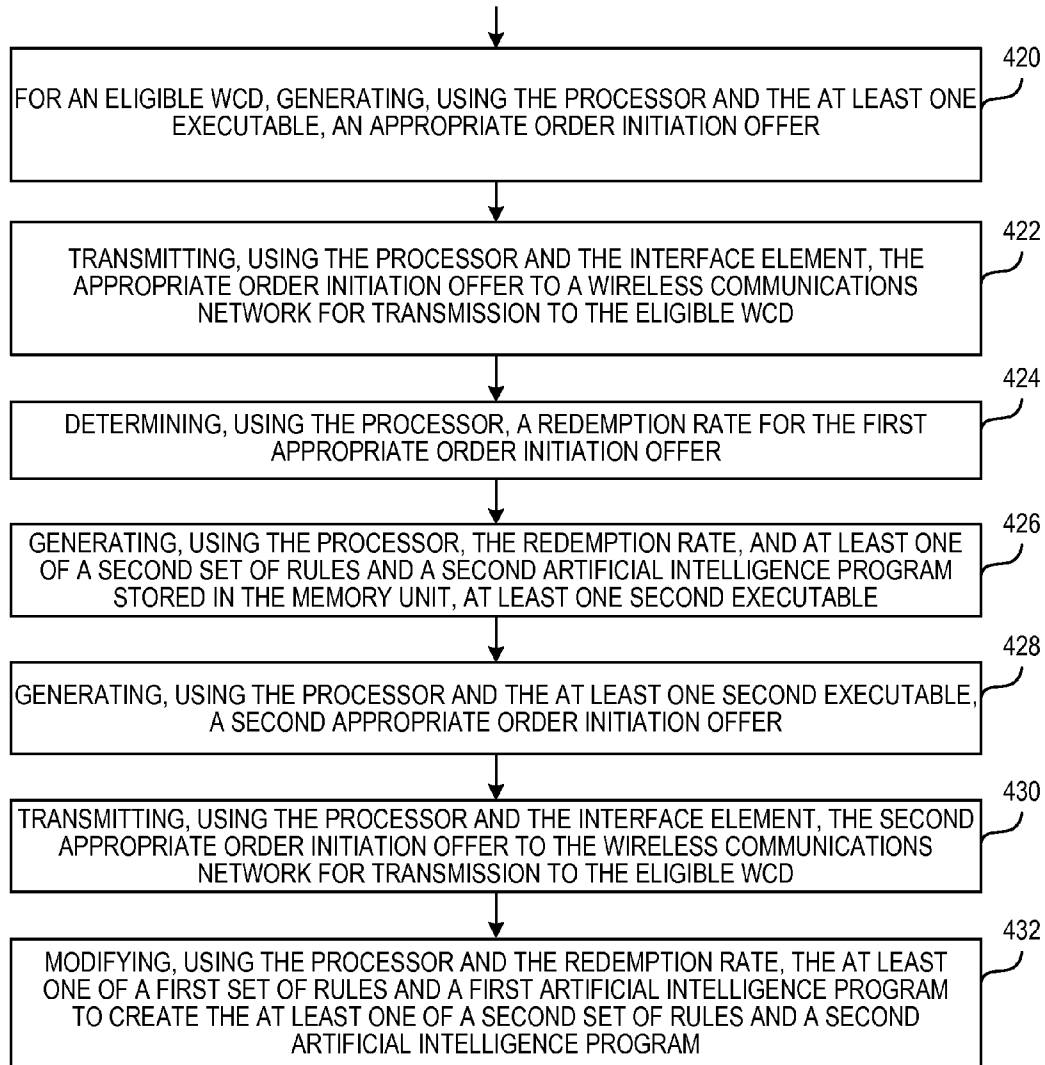 420
FOR AN ELIGIBLE WCD, GENERATING, USING THE PROCESSOR AND THE AT LEAST ONE
EXECUTABLE, AN APPROPRIATE ORDER INITIATION OFFER
422
TRANSMITTING, USING THE PROCESSOR AND THE INTERFACE ELEMENT, THE
APPROPRIATE ORDER INITIATION OFFER TO A WIRELESS COMMUNICATIONS
NETWORK FOR TRANSMISSION TO THE ELIGIBLE WCD
424
DETERMINING, USING THE PROCESSOR, A REDEMPTION RATE FOR THE FIRST
APPROPRIATE ORDER INITIATION OFFER
426
GENERATING, USING THE PROCESSOR, THE REDEMPTION RATE, AND AT LEAST ONE
OF A SECOND SET OF RULES AND A SECOND ARTIFICIAL INTELLIGENCE PROGRAM
STORED IN THE MEMORY UNIT, AT LEAST ONE SECOND EXECUTABLE
428
GENERATING, USING THE PROCESSOR AND THE AT LEAST ONE SECOND EXECUTABLE,
A SECOND APPROPRIATE ORDER INITIATION OFFER
430
TRANSMITTING, USING THE PROCESSOR AND THE INTERFACE ELEMENT, THE SECOND
APPROPRIATE ORDER INITIATION OFFER TO THE WIRELESS COMMUNICATIONS
NETWORK FOR TRANSMISSION TO THE ELIGIBLE WCD
432
MODIFYING, USING THE PROCESSOR AND THE REDEMPTION RATE, THE AT LEAST
ONE OF A FIRST SET OF RULES AND A FIRST ARTIFICIAL INTELLIGENCE PROGRAM
TO CREATE THE AT LEAST ONE OF A SECOND SET OF RULES AND A SECOND
ARTIFICIAL INTELLIGENCE PROGRAM